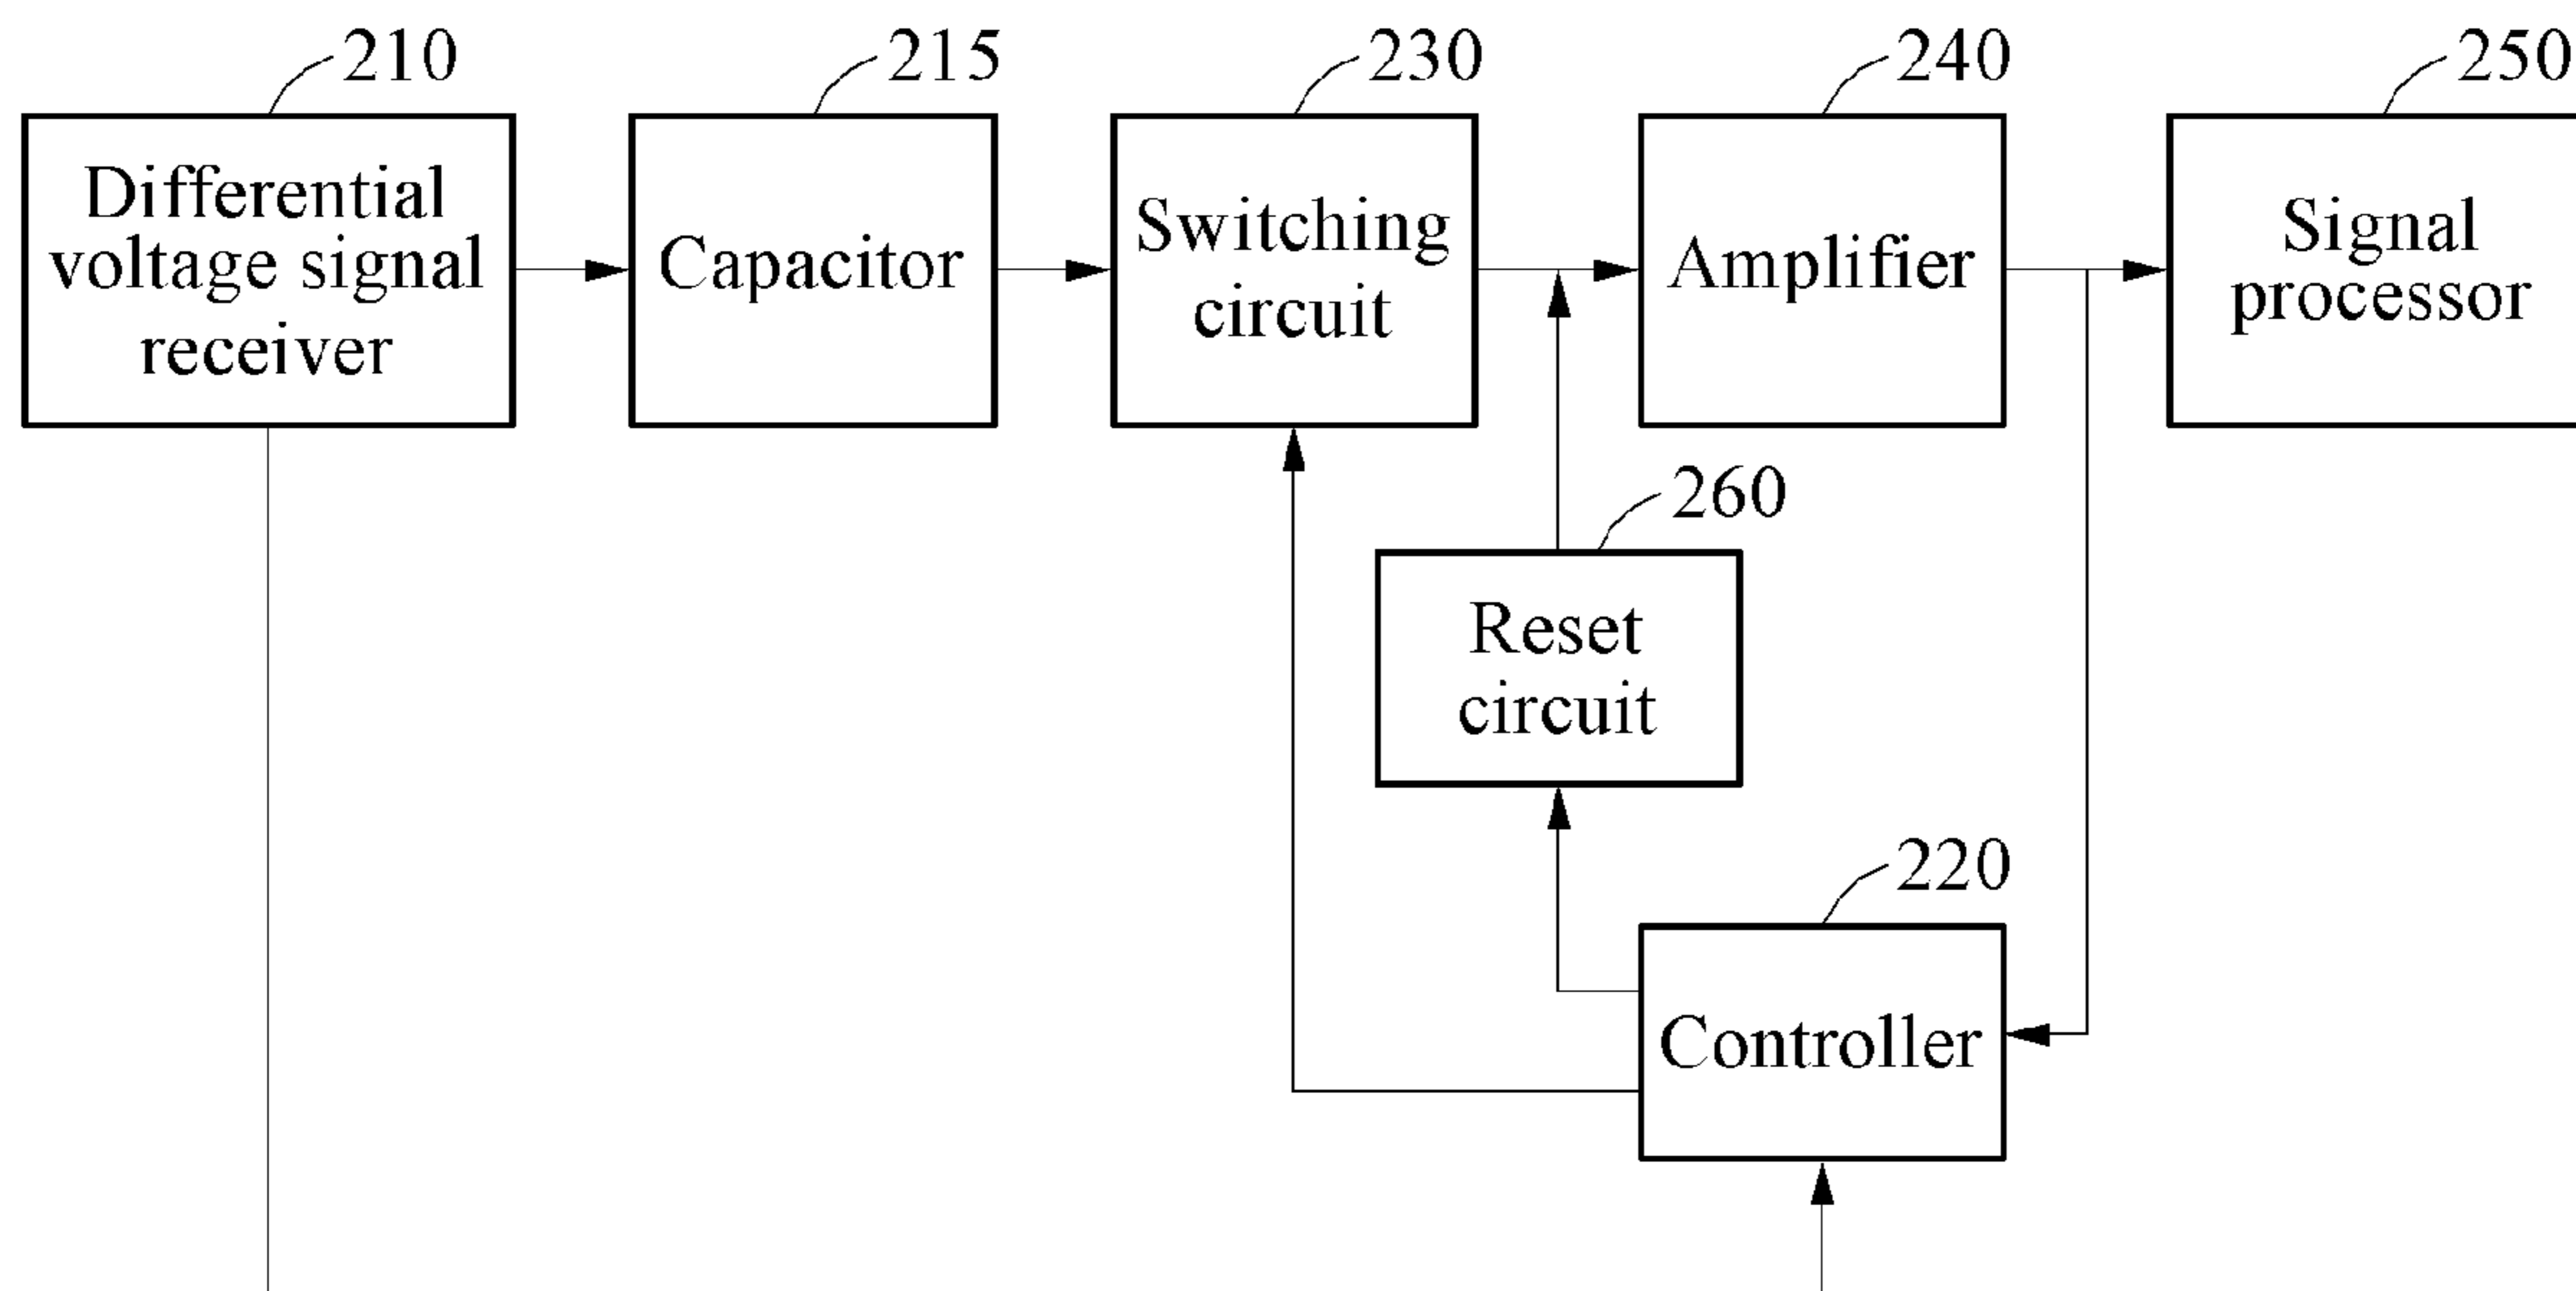 210
215
230
240
250
Differential
voltage signal
receiver
Capacitor
Switching
circuit
Amplifier
Signal
processor
260
Reset
circuit
220
Controller